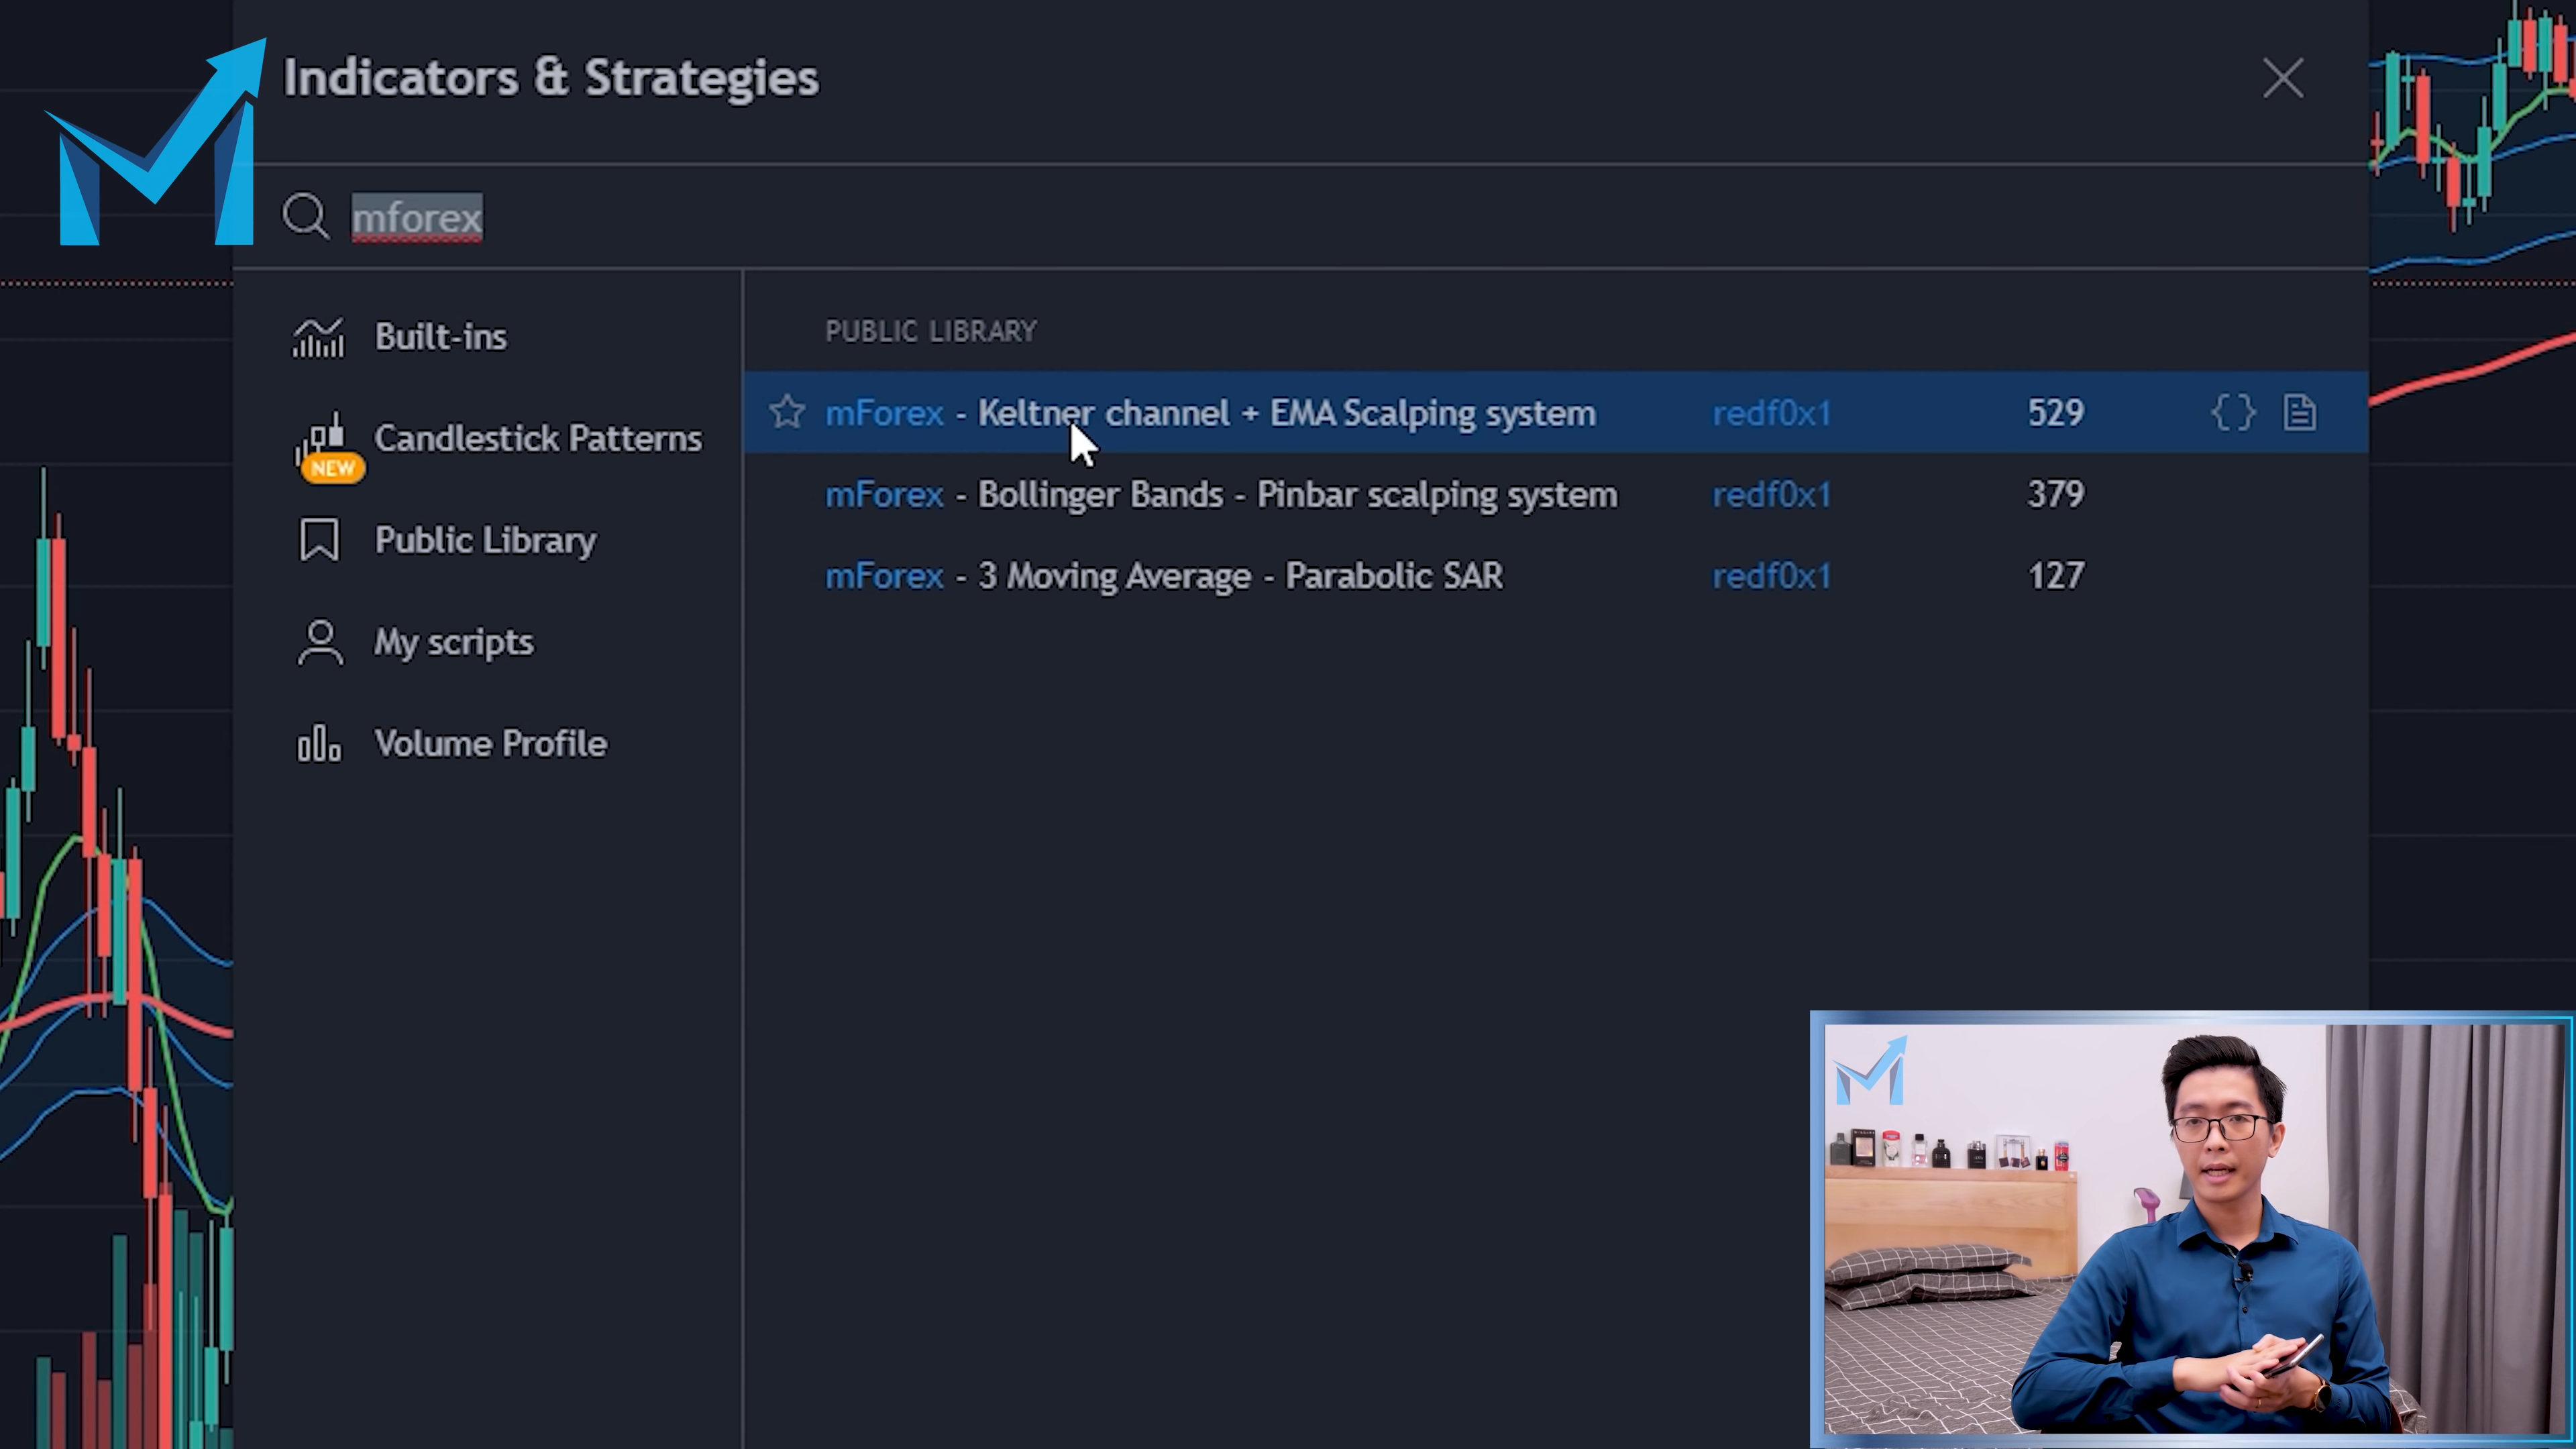 Indicators & Strategies
mforex
Built-ins
Candlestick Patterns
NEW
Public Library
My scripts
Volume Profile
PUBLIC LIBRARY
mForex - Keltner channel + EMA Scalping system redf0x1 529
mForex - Bollinger Bands - Pinbar scalping system redf0x1 379
mForex - 3 Moving Average - Parabolic SAR redf0x1 127